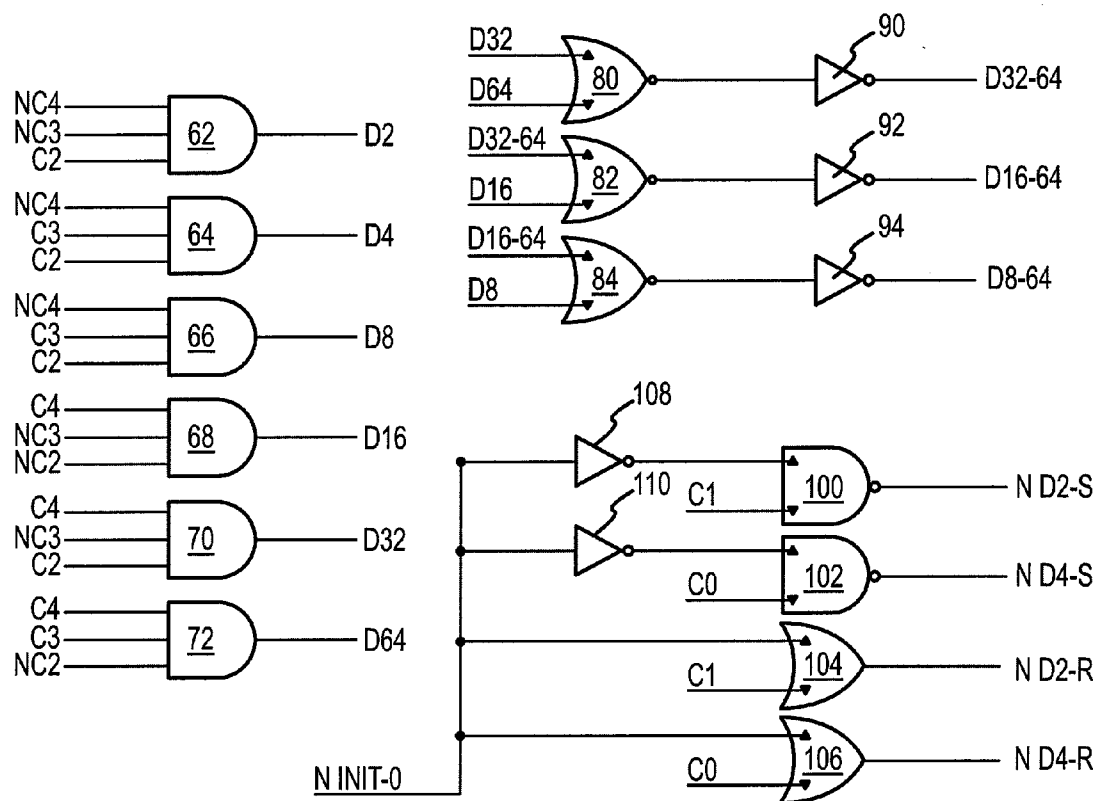 NC4
NC3
C2
62
D2
NC4
C3
C2
64
D4
NC4
C3
C2
66
D8
C4
NC3
NC2
68
D16
C4
NC3
C2
70
D32
C4
C3
NC2
72
D64
D32
D64
80
90
D32-64
D32-64
D16
82
92
D16-64
D16-64
D8
84
94
D8-64
108
C1
100
N D2-S
110
C0
102
N D4-S
C1
104
N D2-R
C0
106
N D4-R
N INIT-0